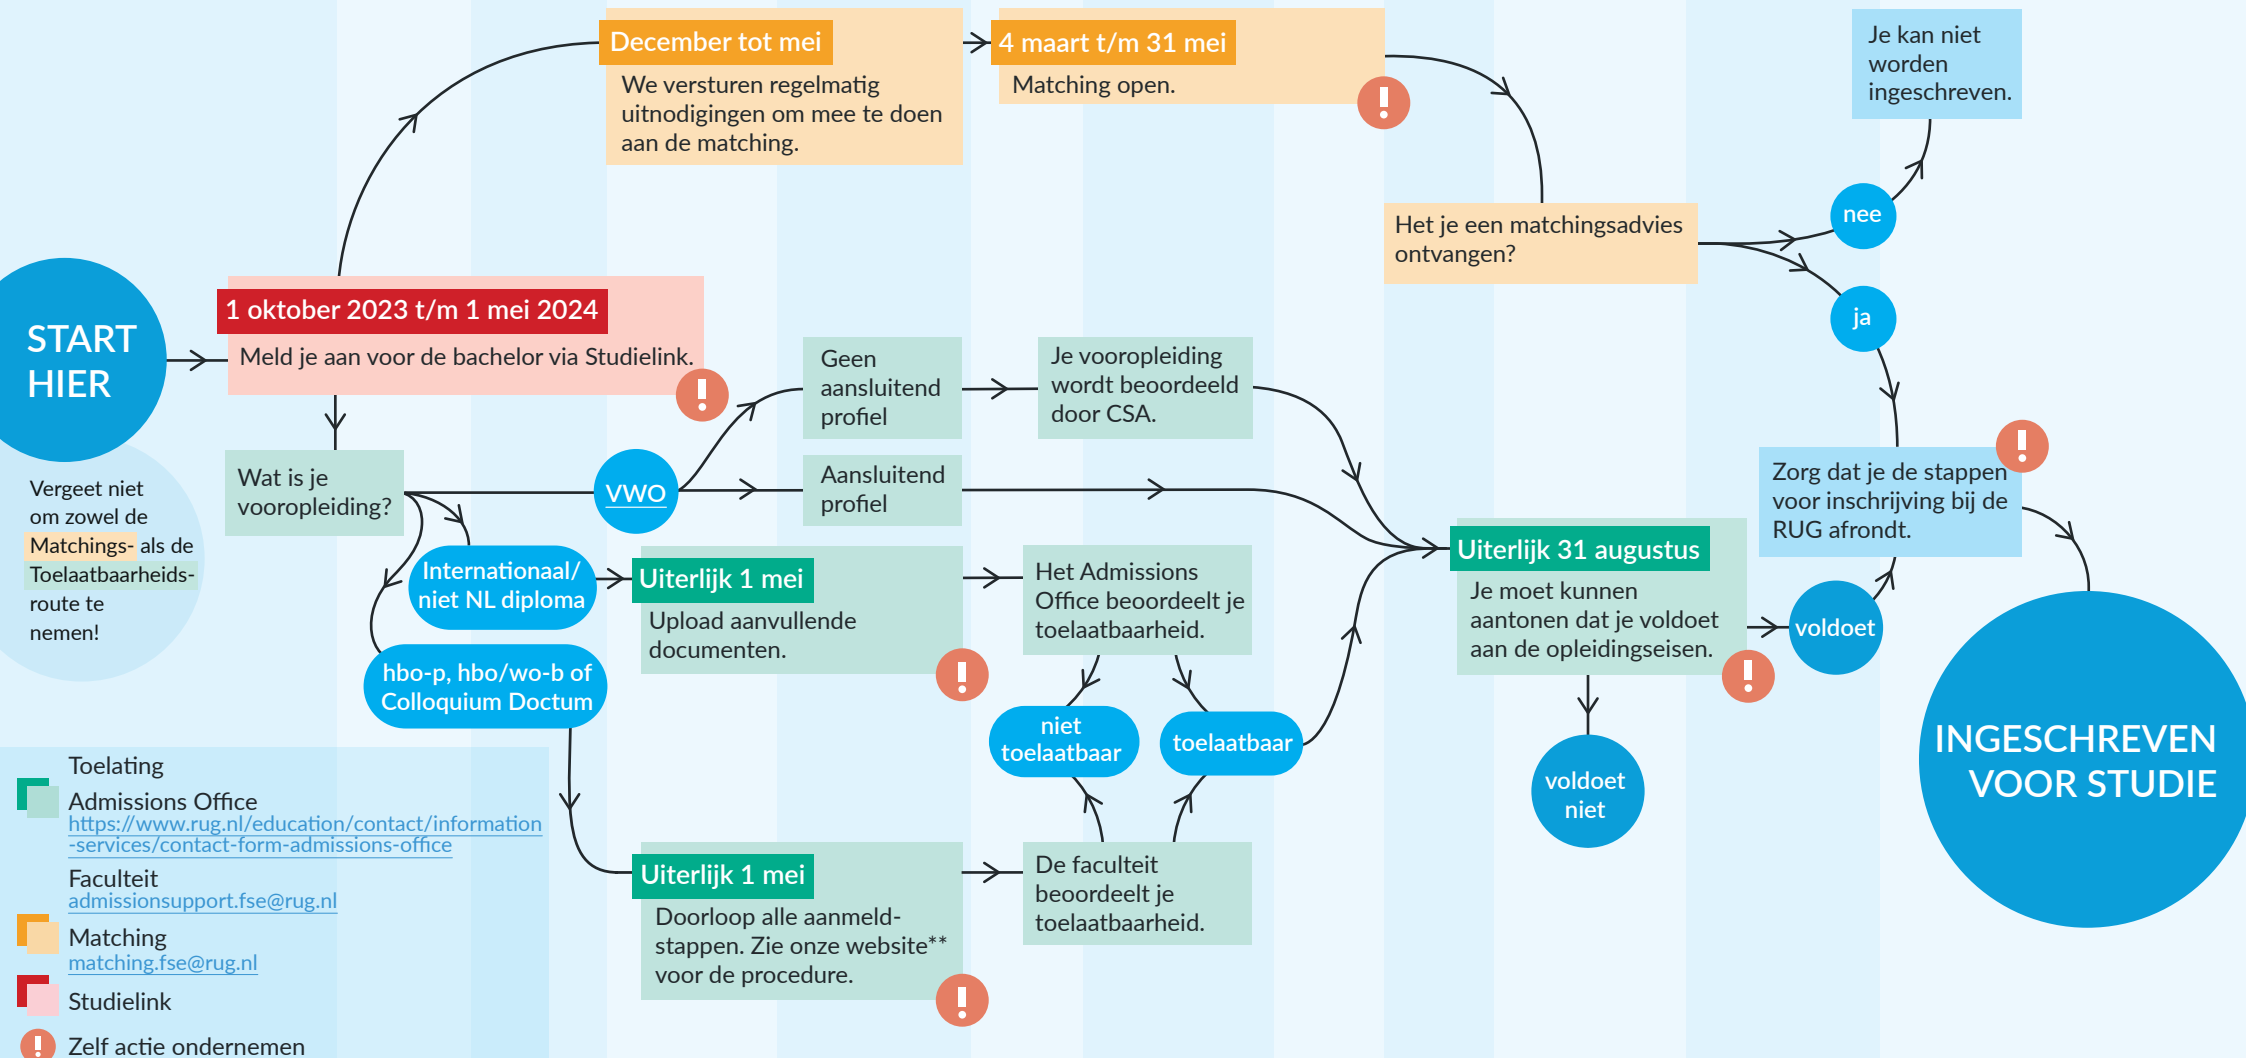 START
HIER
Vergeet niet
om zowel de
Matchings- als de
Toelaatbaarheids-
route te
nemen!
1 oktober 2023 t/m 1 mei 2024
Meld je aan voor de bachelor via Studielink.
December tot mei
We versturen regelmatig
uitnodigingen om mee te doen
aan de matching.
4 maart t/m 31 mei
Matching open.
Het je een matchingsadvies
ontvangen?
nee
Je kan niet
worden
ingeschreven.
ja
Wat is je
vooropleiding?
VWO
Geen
aansluitend
profiel
Je vooropleiding
wordt beoordeeld
door CSA.
Aansluitend
profiel
Internationaal/
niet NL diploma
Uiterlijk 1 mei
Upload aanvullende
documenten.
Het Admissions
Office beoordeelt je
toelaatbaarheid.
hbo-p, hbo/wo-b of
Colloquium Doctum
Uiterlijk 1 mei
Doorloop alle aanmeld-
stappen. Zie onze website**
voor de procedure.
De faculteit
beoordeelt je
toelaatbaarheid.
niet
toelaatbaar
toelaatbaar
Uiterlijk 31 augustus
Je moet kunnen
aantonen dat je voldoet
aan de opleidingseisen.
voldoet
niet
voldoet
Zorg dat je de stappen
voor inschrijving bij de
RUG afrondt.
INGESCHREVEN
VOOR STUDIE
Toelating
Admissions Office
https://www.rug.nl/education/contact/information
-services/contact-form-admissions-office
Faculteit
admissionsupport.fse@rug.nl
Matching
matching.fse@rug.nl
Studielink
Zelf actie ondernemen